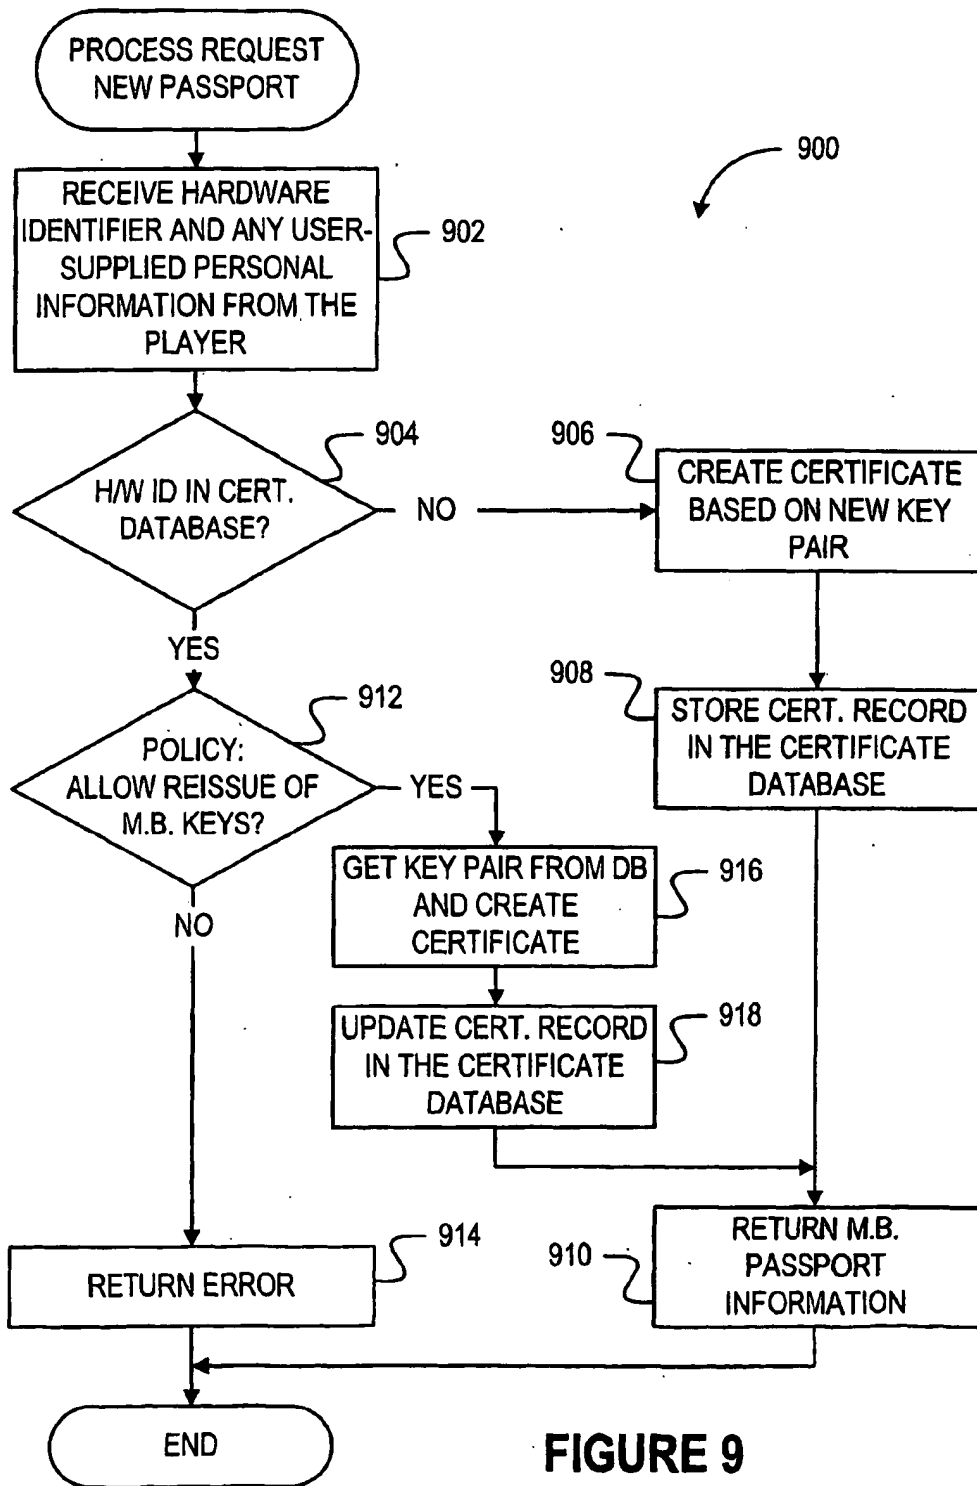 PROCESS REQUEST
NEW PASSPORT
900
RECEIVE HARDWARE
IDENTIFIER AND ANY USER-
SUPPLIED PERSONAL
INFORMATION FROM THE
PLAYER
902
H/W ID IN CERT.
DATABASE?
904
NO
906
CREATE CERTIFICATE
BASED ON NEW KEY
PAIR
YES
908
STORE CERT. RECORD
IN THE CERTIFICATE
DATABASE
912
POLICY:
ALLOW REISSUE OF
M.B. KEYS?
YES
GET KEY PAIR FROM DB
AND CREATE
CERTIFICATE
916
NO
UPDATE CERT. RECORD
IN THE CERTIFICATE
DATABASE
918
RETURN ERROR
914
910
RETURN M.B.
PASSPORT
INFORMATION
END
FIGURE 9